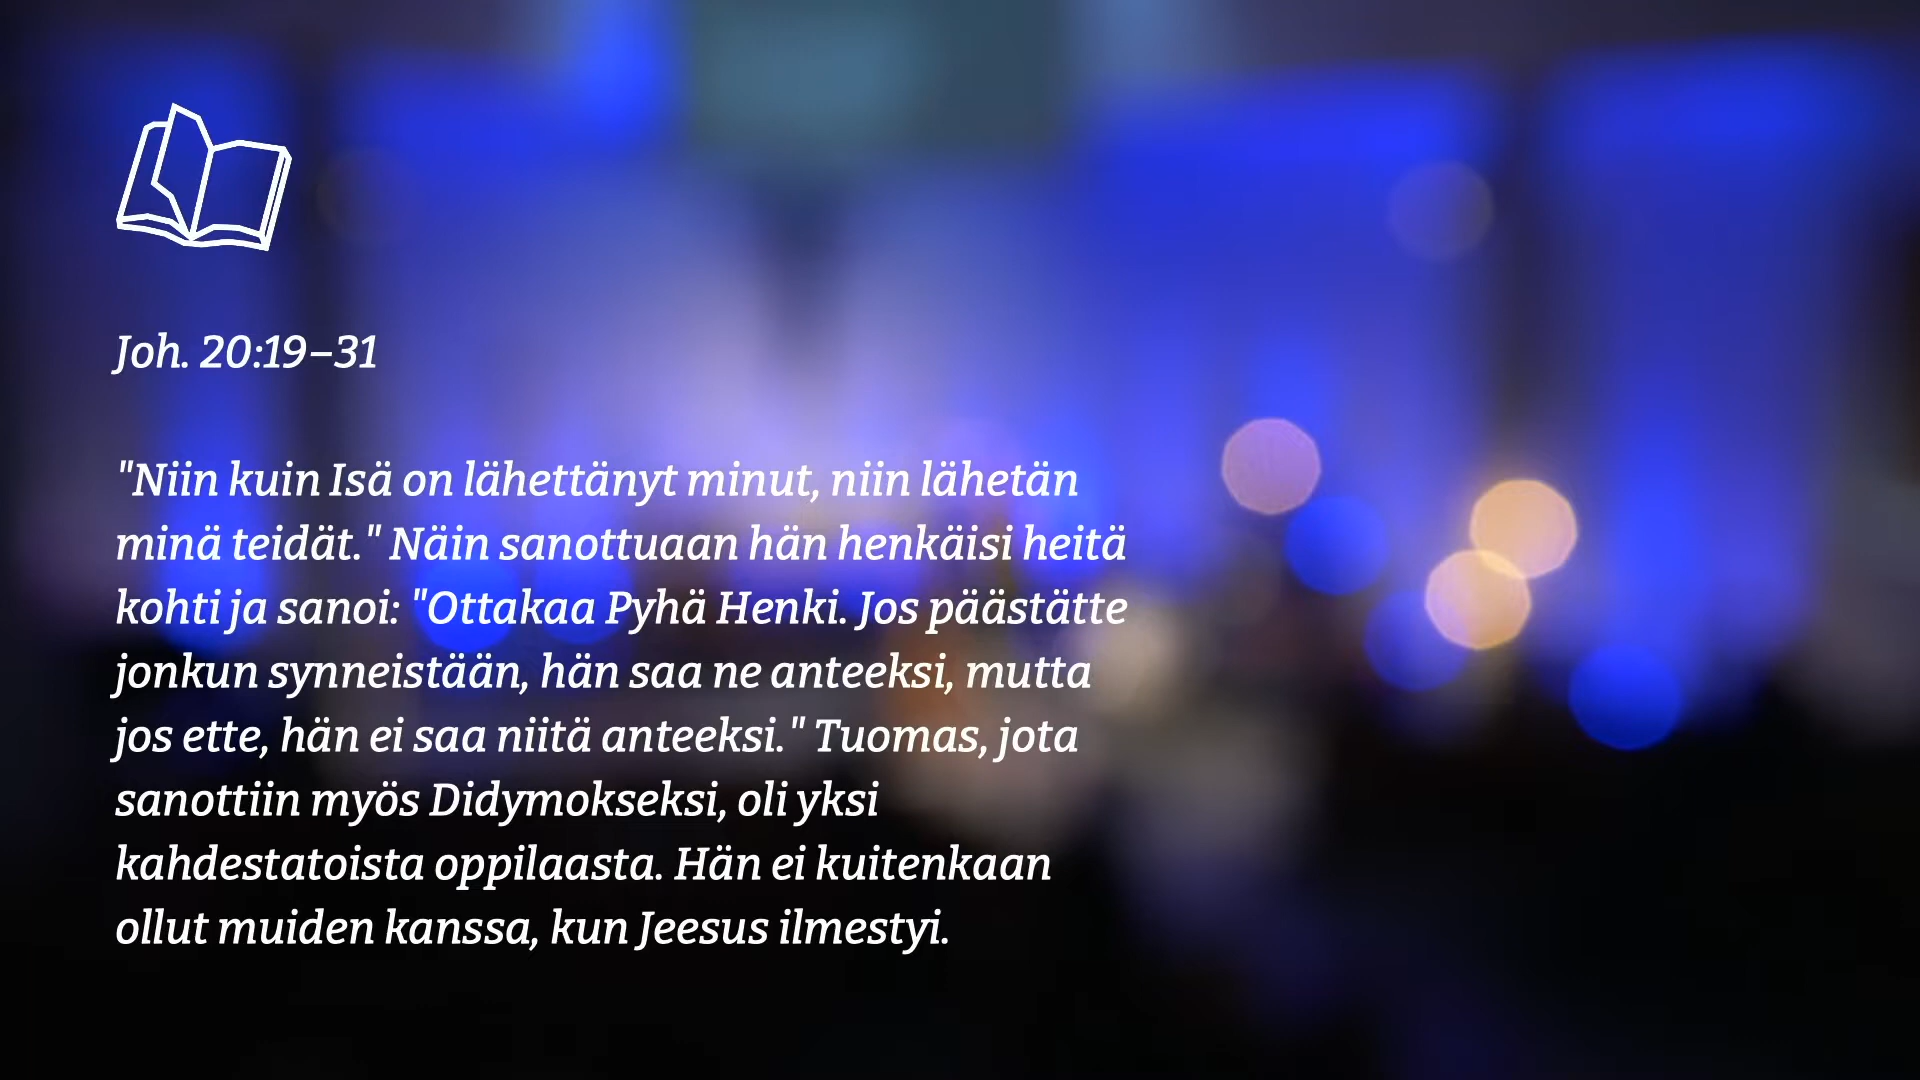 Joh. 20:19–31
"Niin kuin Isä on lähettänyt minut, niin lähetän
minä teidät." Näin sanottuaan hän henkäisi heitä
kohti ja sanoi: "Ottakaa Pyhä Henki. Jos päästätte
jonkun synneistään, hän saa ne anteeksi, mutta
jos ette, hän ei saa niitä anteeksi." Tuomas, jota
sanottiin myös Didymokseksi, oli yksi
kahdestatoista oppilaasta. Hän ei kuitenkaan
ollut muiden kanssa, kun Jeesus ilmestyi.